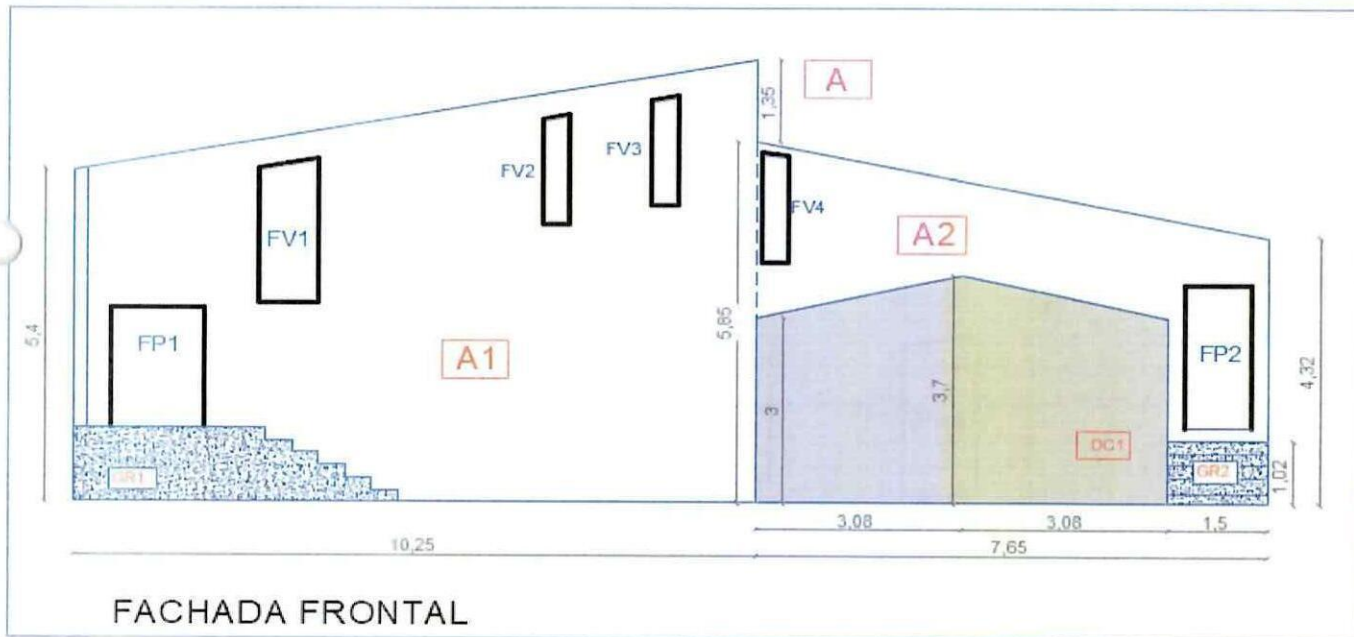 A
1,35
FV3
FV2
FV4
FV1
A2
5,4
5,85
4,32
FP1
A1
FP2
3
3,7
DC1
GR1
GR2
1,02
3,08
3,08
1,5
10,25
7,65
FACHADA FRONTAL